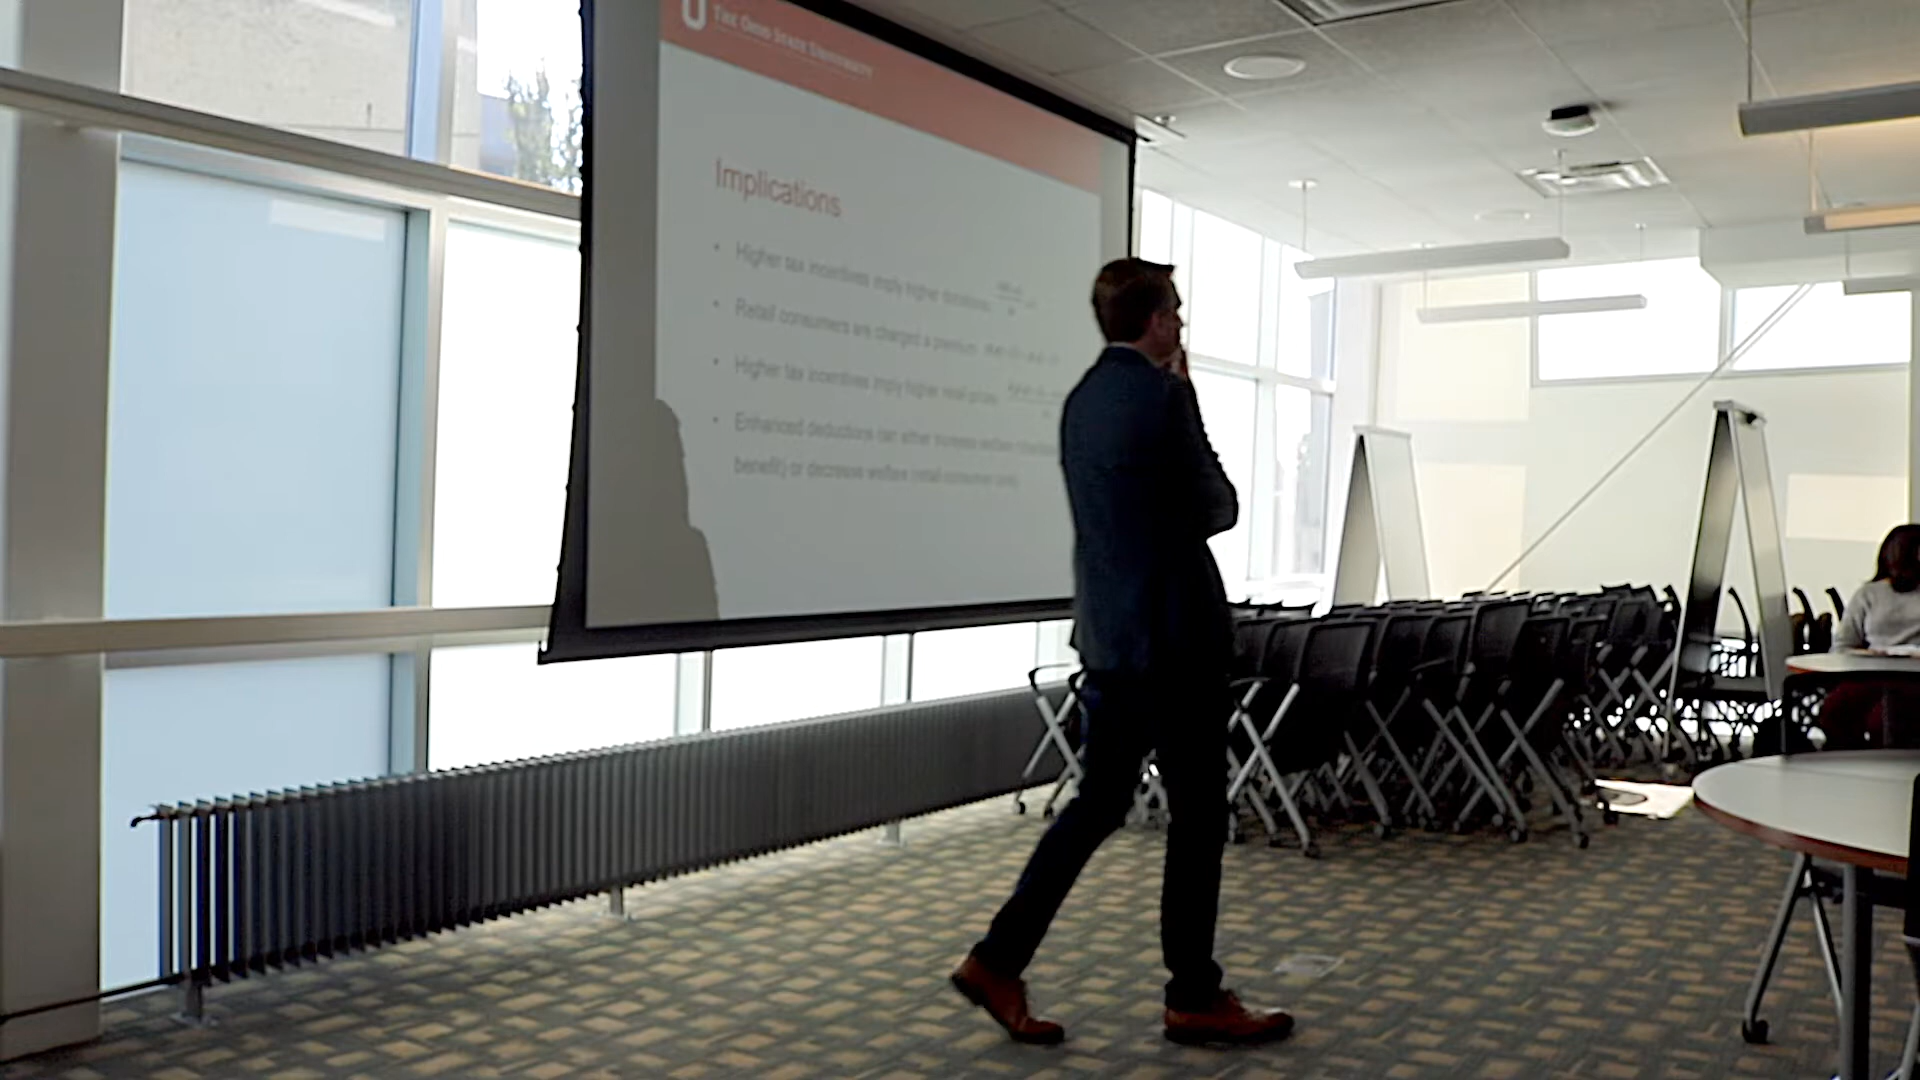 THE OHIO STATE UNIVERSITY
Implications
• Higher tax incentives imply higher donations
• Retail consumers are charged a premium
• Higher tax incentives imply higher retail prices
• Enhanced deductions can either increase welfare
benefit) or decrease welfare (retail consumer cost)